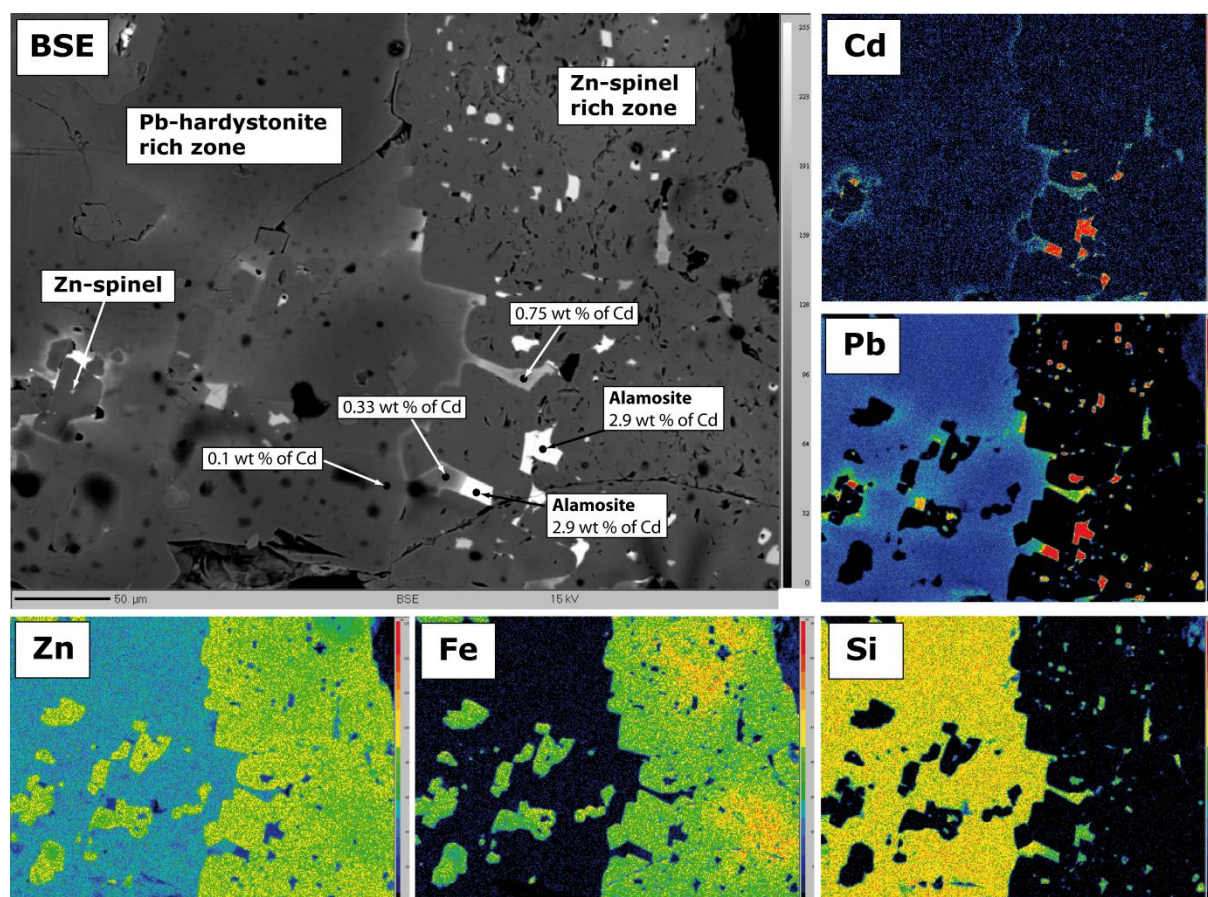 BSE
Pb-hardystonite
rich zone
Zn-spinel
rich zone
Zn-spinel
0.75 wt % of Cd
0.33 wt % of Cd
Alamosite
2.9 wt % of Cd
0.1 wt % of Cd
Alamosite
2.9 wt % of Cd
255
223
191
159
128
96
64
32
0
50. µm
BSE
15 kV
Cd
Pb
Zn
Fe
Si